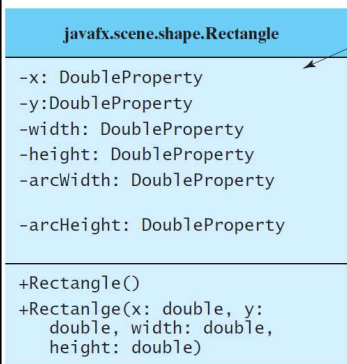 javafx.scene.shape.Rectangle
-x: DoubleProperty
-y:DoubleProperty
-width: DoubleProperty
-height: DoubleProperty
-arcWidth: DoubleProperty
-arcHeight: DoubleProperty
+Rectangle()
+Rectanlge(x: double, y:
double, width: double,
height: double)